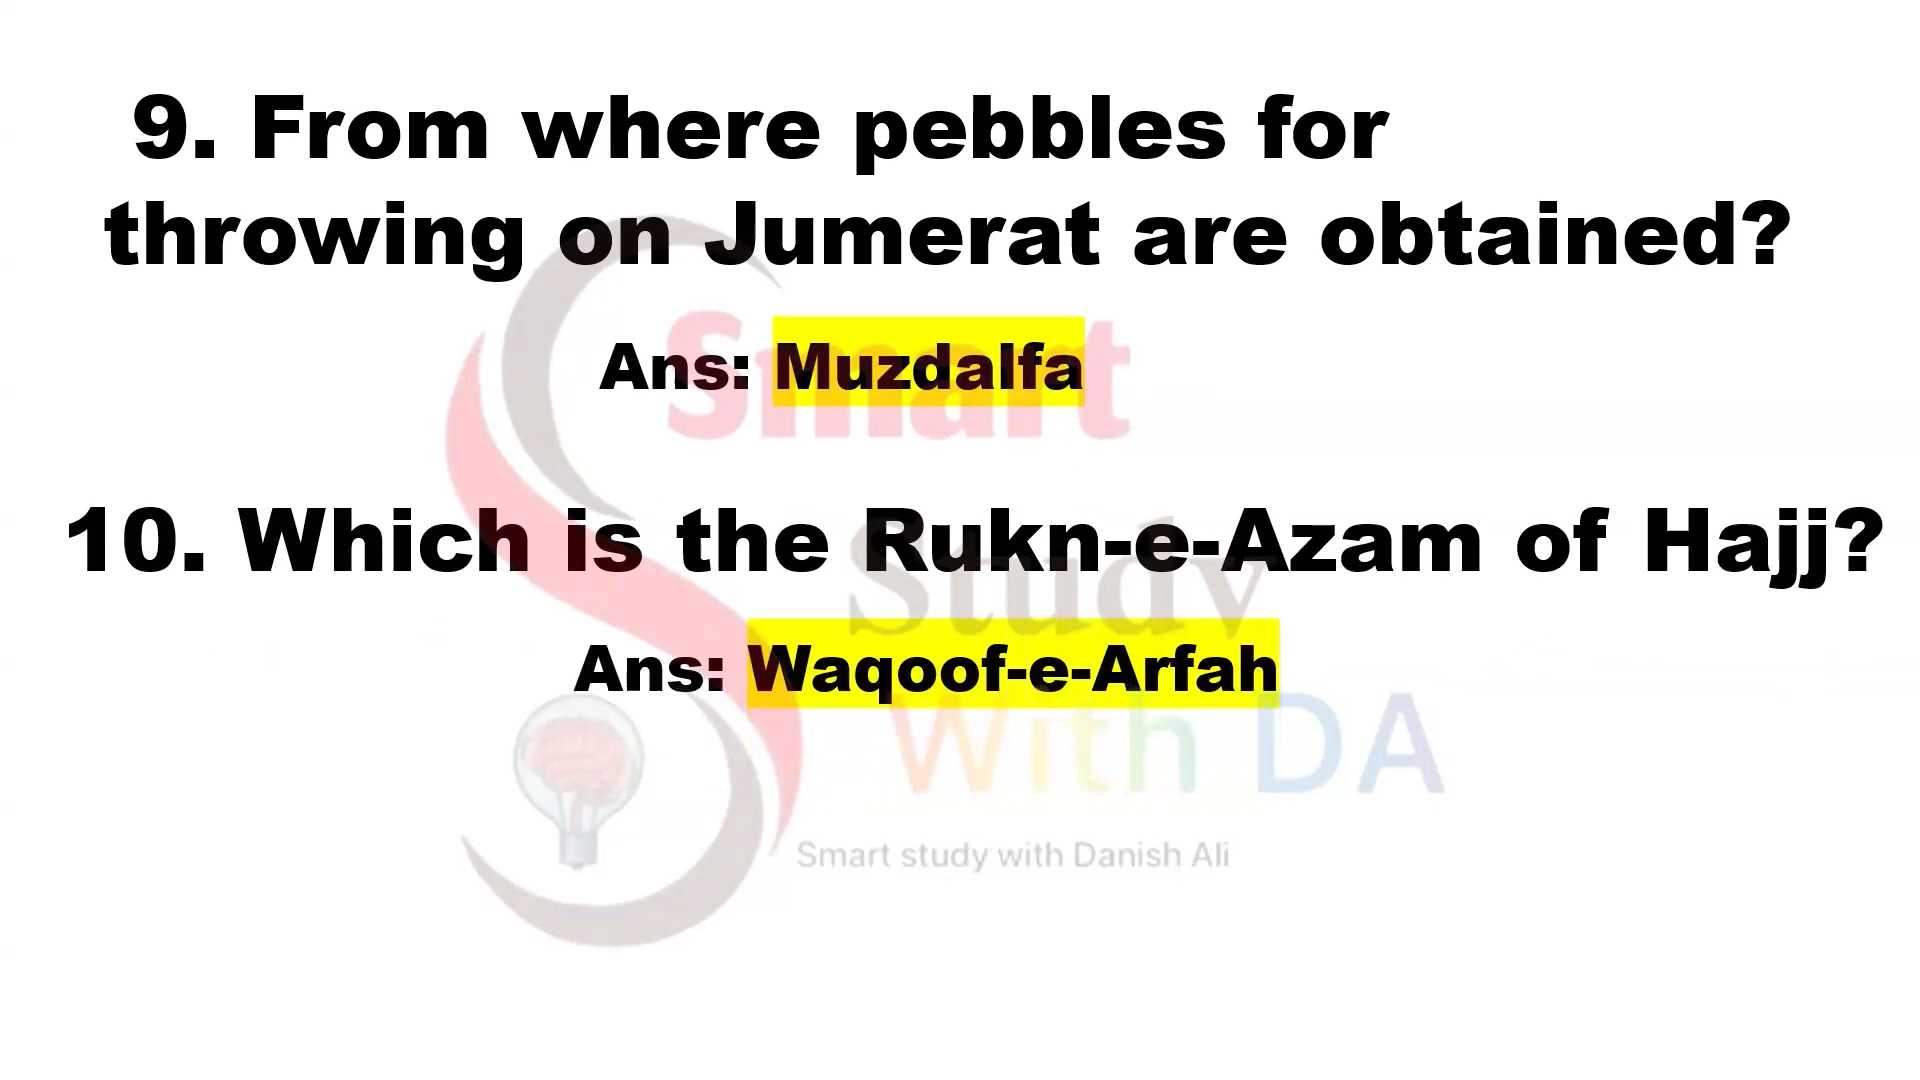 9. From where pebbles for
throwing on Jumerat are obtained?
Smart
Ans: Muzdalfa
10. Which is the Rukn-e-Azam of Hajj?
Study
Ans: Waqoof-e-Arfah
With DA
Smart study with Danish Ali